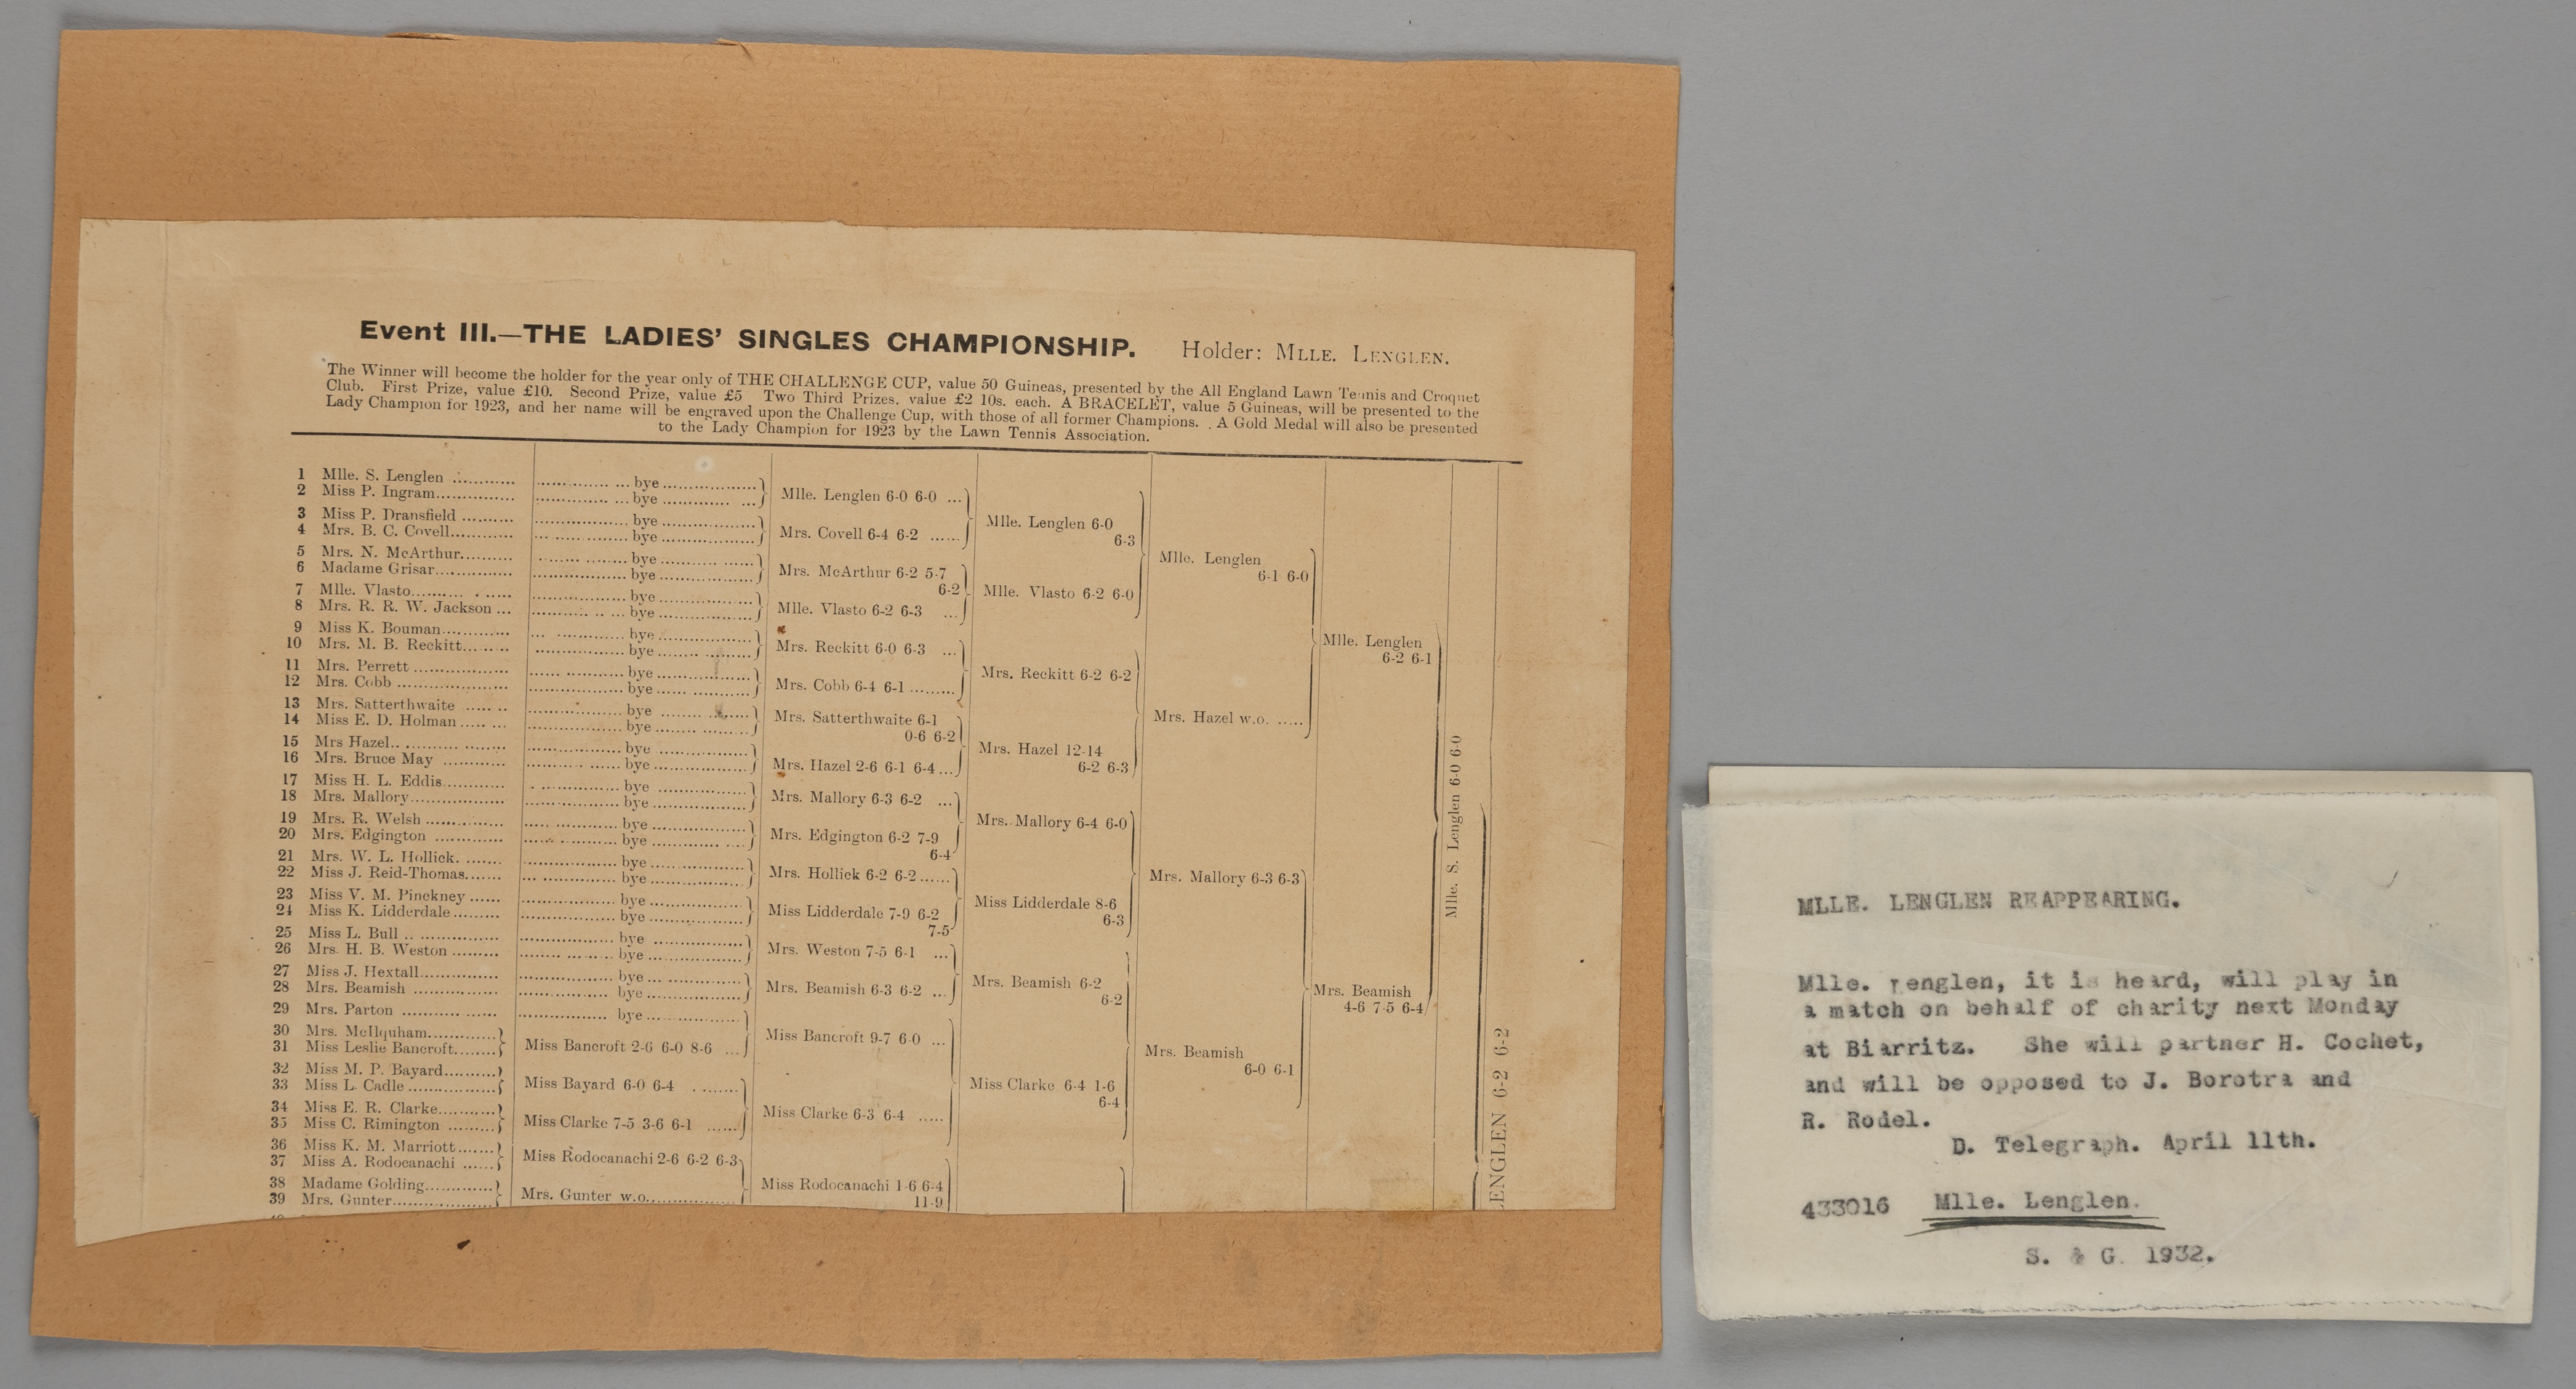 Event III.—THE LADIES' SINGLES CHAMPIONSHIP. Holder: MLLE. LENGLEN.
The Winner will become the holder for the year only of THE CHALLENGE CUP, value 50 Guineas, presented by the All England Lawn Tennis and Croquet
Club. First Prize, value £10. Second Prize, value £5 Two Third Prizes. value £2 10s. each. A BRACELET, value 5 Guineas, will be presented to the
Lady Champion for 1923, and her name will be engraved upon the Challenge Cup, with those of all former Champions. . A Gold Medal will also be presented
to the Lady Champion for 1923 by the Lawn Tennis Association.
1 Mlle. S. Lenglen ............ bye
2 Miss P. Ingram............... bye
3 Miss P. Dransfield .......... bye
4 Mrs. B. C. Covell............ bye
5 Mrs. N. McArthur.......... bye
6 Madame Grisar.............. bye
7 Mlle. Vlasto............... bye
8 Mrs. R. R. W. Jackson ... bye
9 Miss K. Bouman............. bye
10 Mrs. M. B. Reckitt......... bye
11 Mrs. Perrett .................. bye
12 Mrs. Cobb ...................... bye
13 Mrs. Satterthwaite ........ bye
14 Miss E. D. Holman ........ bye
15 Mrs Hazel.................... bye
16 Mrs. Bruce May ............ bye
17 Miss H. L. Eddis............ bye
18 Mrs. Mallory.................. bye
19 Mrs. R. Welsh ............... bye
20 Mrs. Edgington ............ bye
21 Mrs. W. L. Hollick. ....... bye
22 Miss J. Reid-Thomas....... bye
23 Miss V. M. Pinckney ...... bye
24 Miss K. Lidderdale......... bye
25 Miss L. Bull .................. bye
26 Mrs. H. B. Weston ......... bye
27 Miss J. Hextall............... bye
28 Mrs. Beamish ................ bye
29 Mrs. Parton .................. bye
30 Mrs. McIlquham............
31 Miss Leslie Bancroft........
32 Miss M. P. Bayard..........
33 Miss L. Cadle ................
34 Miss E. R. Clarke...........
35 Miss C. Rimington .........
36 Miss K. M. Marriott.......
37 Miss A. Rodocanachi ......
38 Madame Golding.............
39 Mrs. Gunter...................
Miss Bancroft 2-6 6-0 8-6 ...
Miss Bayard 6-0 6-4 ........
Miss Clarke 7-5 3-6 6-1 ......
Miss Rodocanachi 2-6 6-2 6-3
Mrs. Gunter w.o.................
Mlle. Lenglen 6-0 6-0 ...
Mrs. Covell 6-4 6-2 ......
Mrs. McArthur 6-2 5-7
6-2
Mlle. Vlasto 6-2 6-3 ...
Mrs. Reckitt 6-0 6-3 ...
Mrs. Cobb 6-4 6-1 .........
Mrs. Satterthwaite 6-1
0-6 6-2
Mrs. Hazel 2-6 6-1 6-4...
Mrs. Mallory 6-3 6-2 ...
Mrs. Edgington 6-2 7-9
6-4
Mrs. Hollick 6-2 6-2......
Miss Lidderdale 7-9 6-2
7-5
Mrs. Weston 7-5 6-1 ...
Mrs. Beamish 6-3 6-2 ...
Miss Bancroft 9-7 6-0 ...
Miss Clarke 6-3 6-4 .....
Miss Rodocanachi 1-6 6-4
11-9
Mlle. Lenglen 6-0
6-3
Mlle. Vlasto 6-2 6-0
Mrs. Reckitt 6-2 6-2
Mrs. Hazel 12-14
6-2 6-3
Mrs. Mallory 6-4 6-0
Miss Lidderdale 8-6
6-3
Mrs. Beamish 6-2
6-2
Miss Clarke 6-4 1-6
6-4
Mlle. Lenglen
6-1 6-0
Mrs. Hazel w.o. .....
Mrs. Mallory 6-3 6-3
Mrs. Beamish
6-0 6-1
Mlle. Lenglen
6-2 6-1
Mrs. Beamish
4-6 7-5 6-4
Mlle. S. Lenglen 6-0 6-0
LENGLEN 6-2 6-2
MLLE. LENGLEN REAPPEARING.
Mlle. Lenglen, it is heard, will play in
a match on behalf of charity next Monday
at Biarritz. She will partner H. Cochet,
and will be opposed to J. Borotra and
R. Rodel.
D. Telegraph. April 11th.
433016 Mlle. Lenglen.
S. & G. 1932.